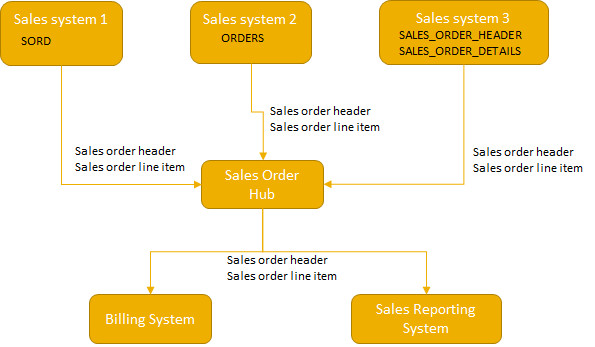 Sales system 1
SORD
Sales system 2
ORDERS
Sales system 3
SALES_ORDER_HEADER
SALES_ORDER_DETAILS
Sales order header
Sales order line item
Sales order header
Sales order line item
Sales order header
Sales order line item
Sales Order
Hub
Sales order header
Sales order line item
Billing System
Sales Reporting
System